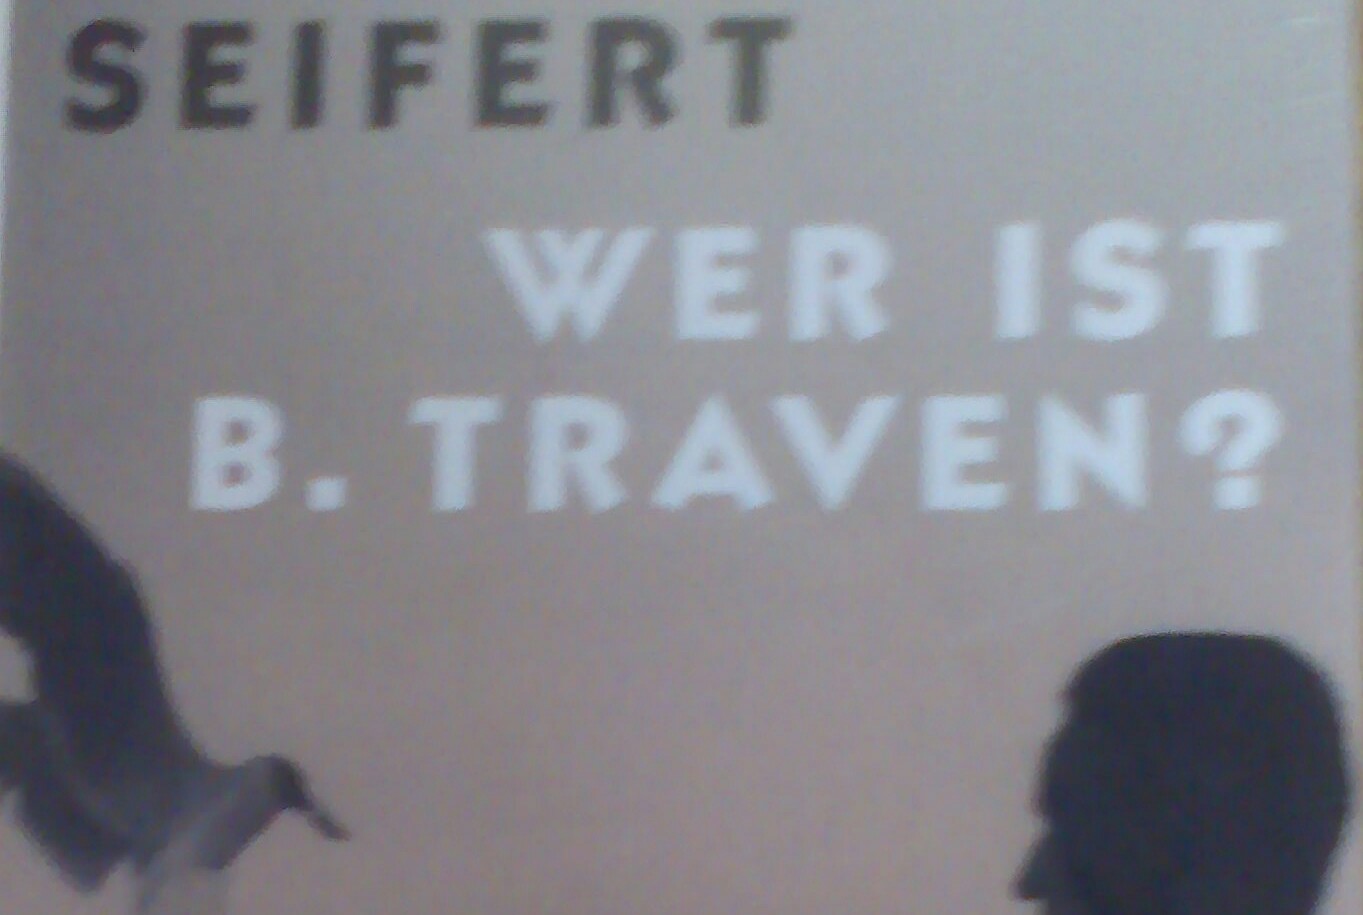 SEIFERT
WER IST
B. TRAVEN?